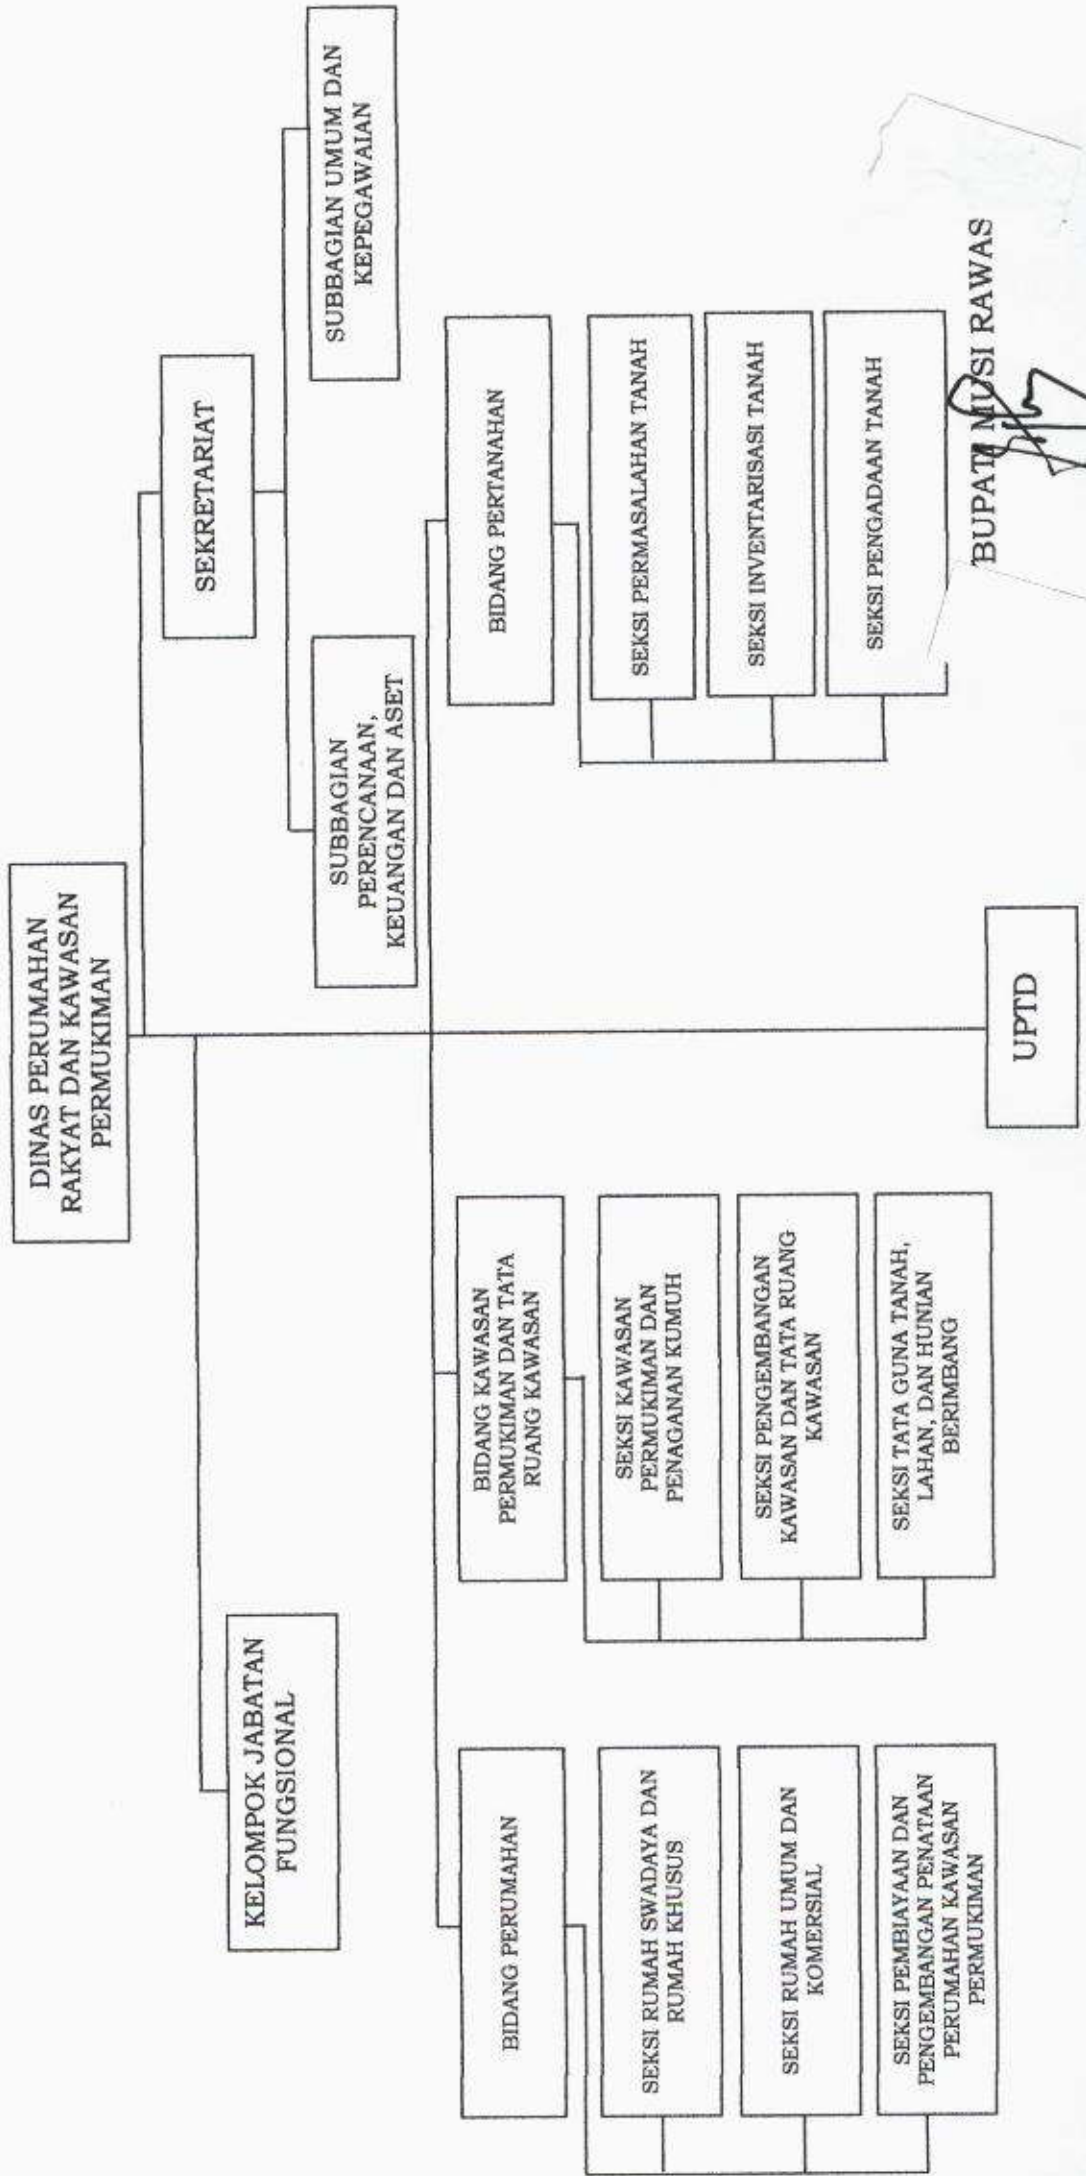 DINAS PERUMAHAN
RAKYAT DAN KAWASAN
PERMUKIMAN
KELOMPOK JABATAN
FUNGSIONAL
SEKRETARIAT
SUBBAGIAN
PERENCANAAN,
KEUANGAN DAN ASET
SUBBAGIAN UMUM DAN
KEPEGAWAIAN
BIDANG PERUMAHAN
SEKSI RUMAH SWADAYA DAN
RUMAH KHUSUS
SEKSI RUMAH UMUM DAN
KOMERSIAL
SEKSI PEMBIAYAAN DAN
PENGEMBANGAN PENATAAN
PERUMAHAN KAWASAN
PERMUKIMAN
BIDANG KAWASAN
PERMUKIMAN DAN TATA
RUANG KAWASAN
SEKSI KAWASAN
PERMUKIMAN DAN
PENAGANAN KUMUH
SEKSI PENGEMBANGAN
KAWASAN DAN TATA RUANG
KAWASAN
SEKSI TATA GUNA TANAH,
LAHAN, DAN HUNIAN
BERIMBANG
BIDANG PERTANAHAN
SEKSI PERMASALAHAN TANAH
SEKSI INVENTARISASI TANAH
SEKSI PENGADAAN TANAH
UPTD
BUPATI MUSI RAWAS